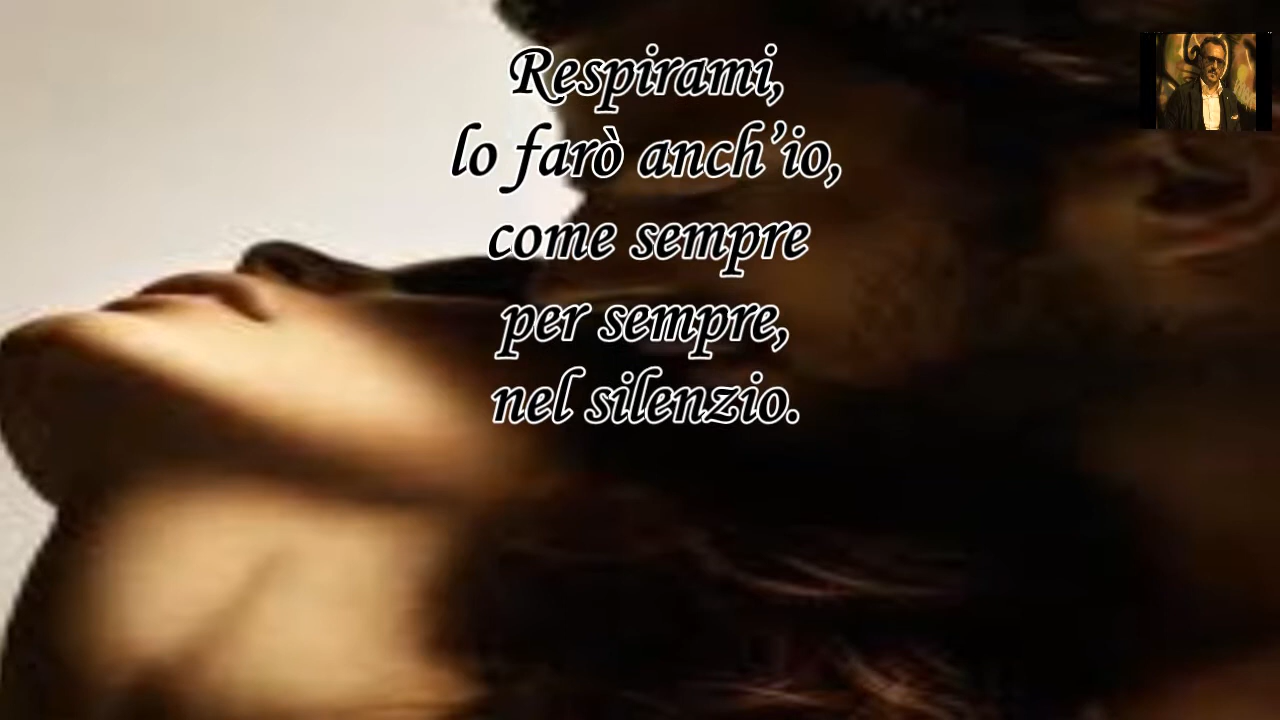 Respirami,
lo farò anch’io,
come sempre
per sempre,
nel silenzio.